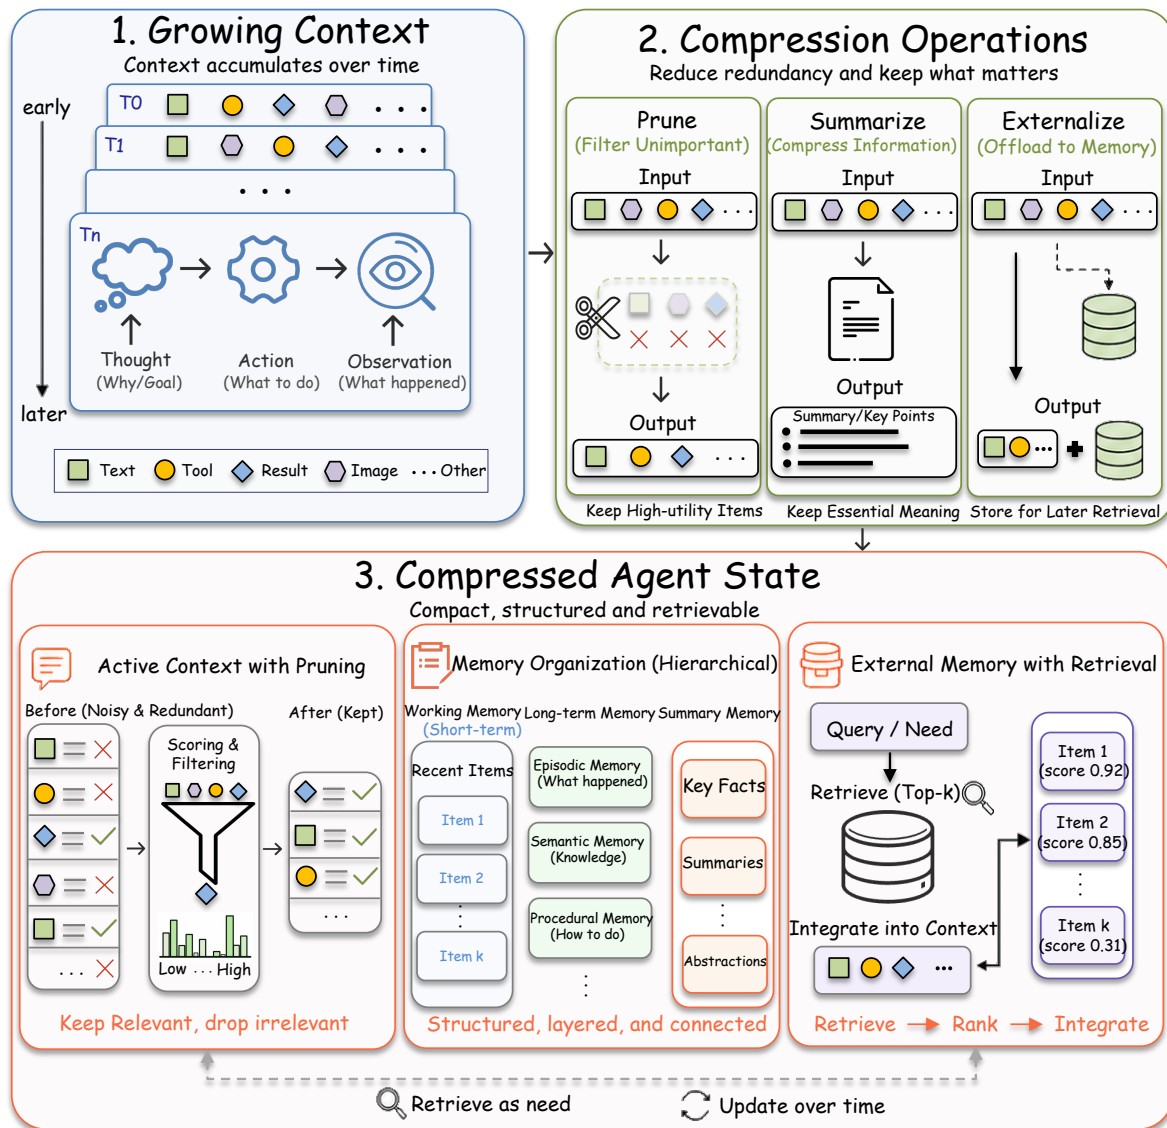 1. Growing Context
Context accumulates over time
early
later
T0
. . .
T1
. . .
. . .
Tn
Thought
(Why/Goal)
Action
(What to do)
Observation
(What happened)
Text
Tool
Result
Image
... Other
2. Compression Operations
Reduce redundancy and keep what matters
Prune
(Filter Unimportant)
Input
. . .
Output
. . .
Keep High-utility Items
Summarize
(Compress Information)
Input
. . .
Output
Summary/Key Points
Keep Essential Meaning
Externalize
(Offload to Memory)
Input
. . .
Output
...
Store for Later Retrieval
3. Compressed Agent State
Compact, structured and retrievable
Active Context with Pruning
Before (Noisy & Redundant)
. . .
Scoring &
Filtering
Low ... High
After (Kept)
. . .
Keep Relevant, drop irrelevant
Memory Organization (Hierarchical)
Working Memory
(Short-term)
Recent Items
Item 1
Item 2
Item k
Long-term Memory
Episodic Memory
(What happened)
Semantic Memory
(Knowledge)
Procedural Memory
(How to do)
Summary Memory
Key Facts
Summaries
Abstractions
Structured, layered, and connected
External Memory with Retrieval
Query / Need
Retrieve (Top-k)
Integrate into Context
...
Item 1
(score 0.92)
Item 2
(score 0.85)
Item k
(score 0.31)
Retrieve
Rank
Integrate
Retrieve as need
Update over time